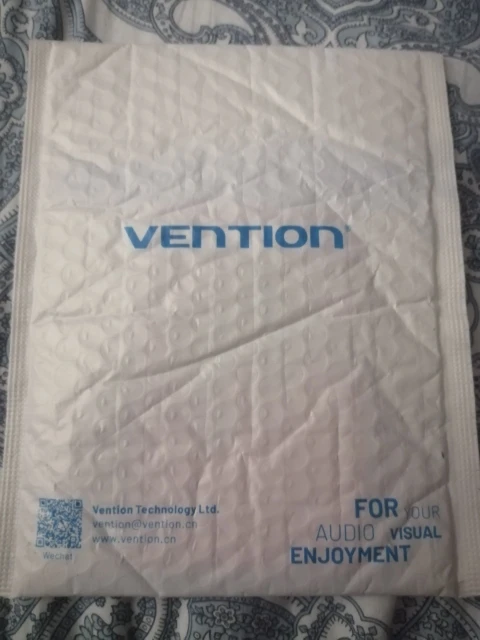 VENTION
Vention Technology Ltd.
vention@vention.cn
www.vention.cn
WeChat
FOR YOUR
AUDIO VISUAL
ENJOYMENT